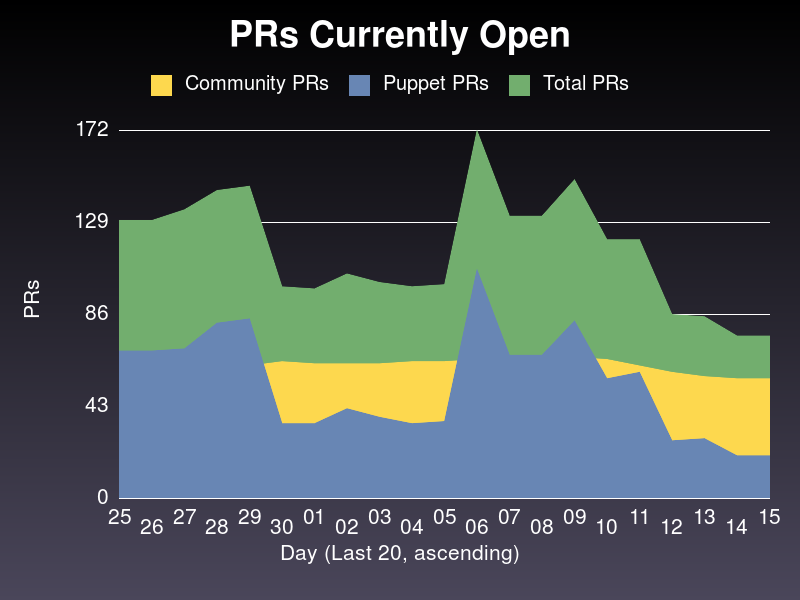 PRs Currently Open
Community PRs Puppet PRs Total PRs
172
129
86
43
0
PRs
25 26 27 28 29 30 01 02 03 04 05 06 07 08 09 10 11 12 13 14 15
Day (Last 20, ascending)